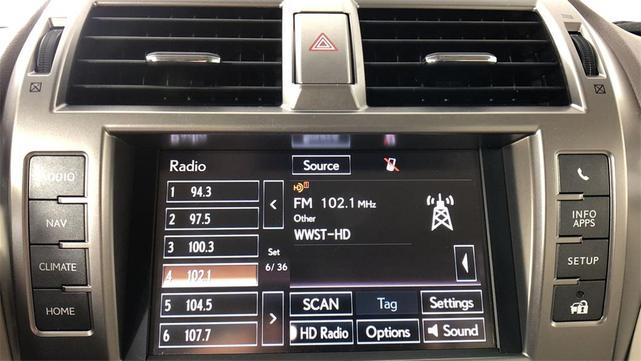 AUDIO
NAV
CLIMATE
HOME
Radio
Source
1 94.3
2 97.5
3 100.3
4 102.1
5 104.5
6 107.7
<
Set
6/36
>
HD
FM 102.1 MHz
Other
WWST-HD
SCAN
Tag
Settings
HD Radio
Options
Sound
INFO
APPS
SETUP